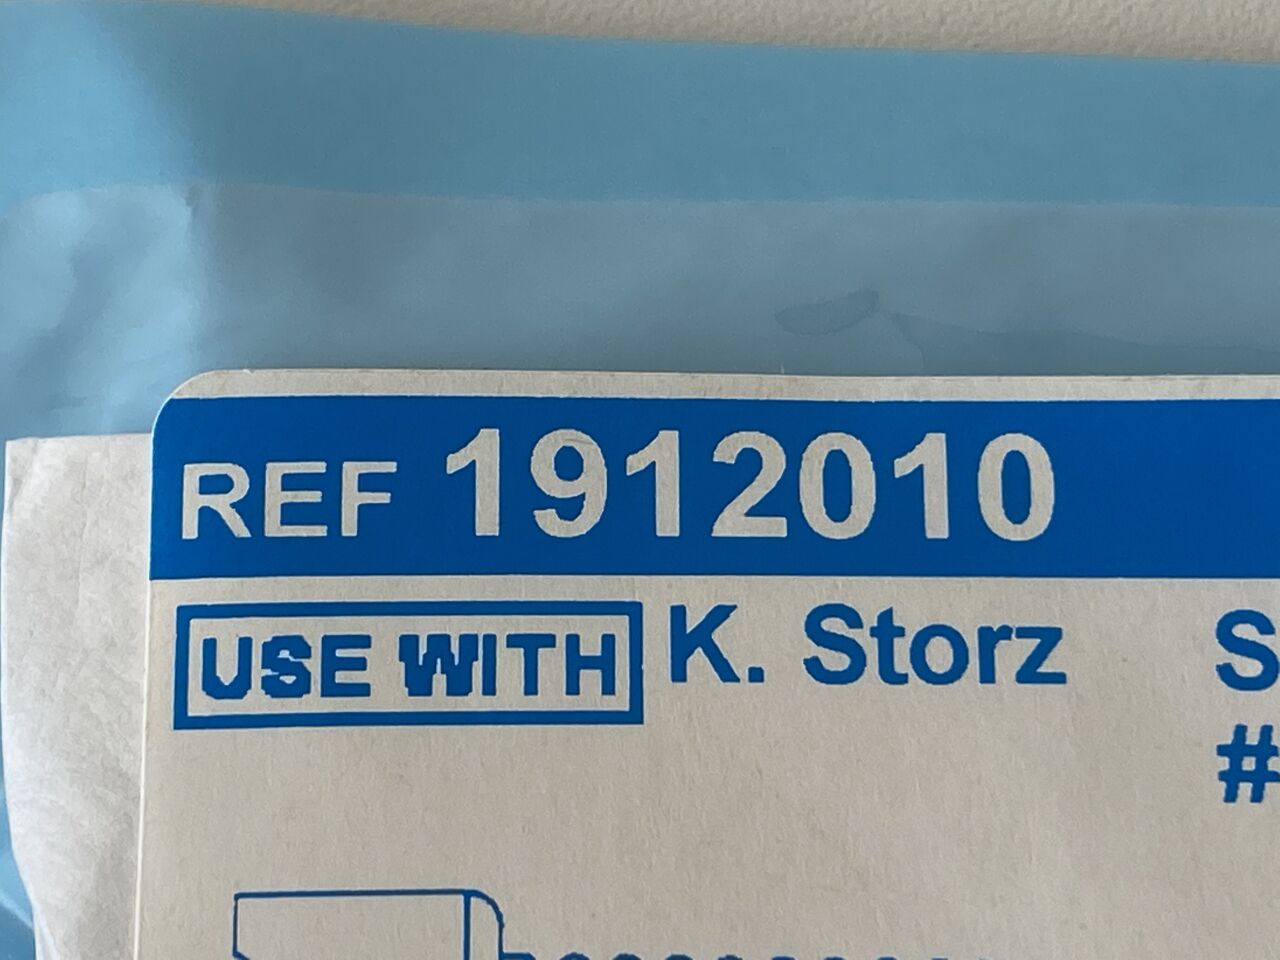 REF 1912010
USE WITH K. Storz S
#